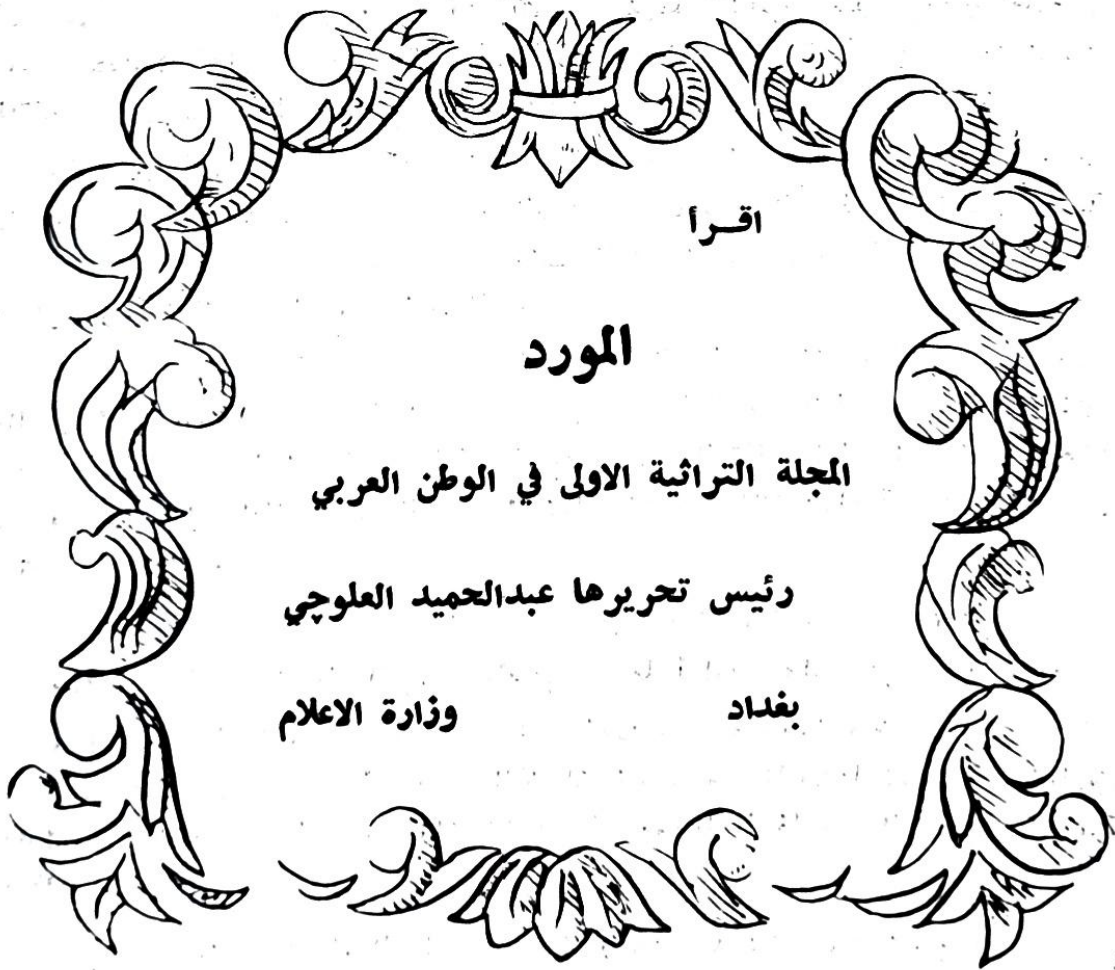 اقـرأ
المورد
المجلة التراثية الاولى في الوطن العربي
رئيس تحريرها عبدالحميد العلوچي
بغداد وزارة الاعلام